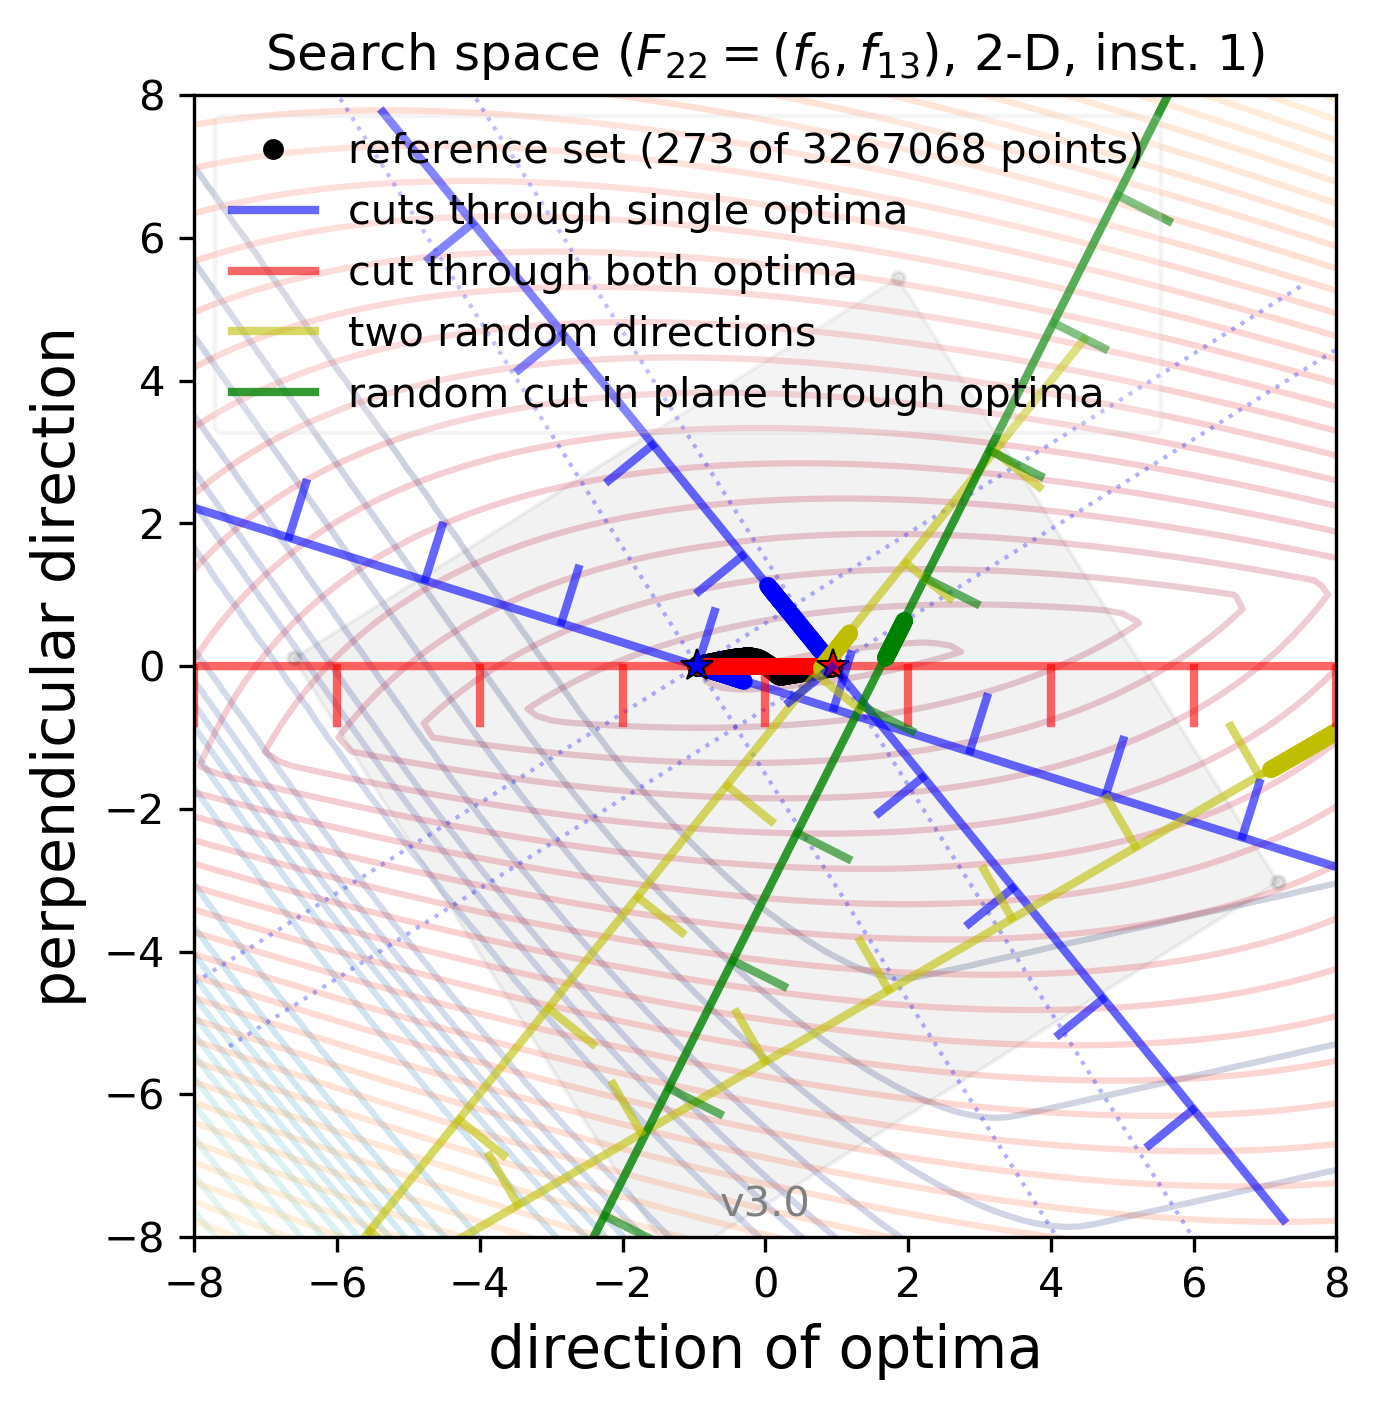 Search space (F₂₂ = (f₆, f₁₃), 2-D, inst. 1)
8
6
4
2
0
−2
−4
−6
−8
perpendicular direction
reference set (273 of 3267068 points)
cuts through single optima
cut through both optima
two random directions
random cut in plane through optima
v3.0
−8 −6 −4 −2 0 2 4 6 8
direction of optima